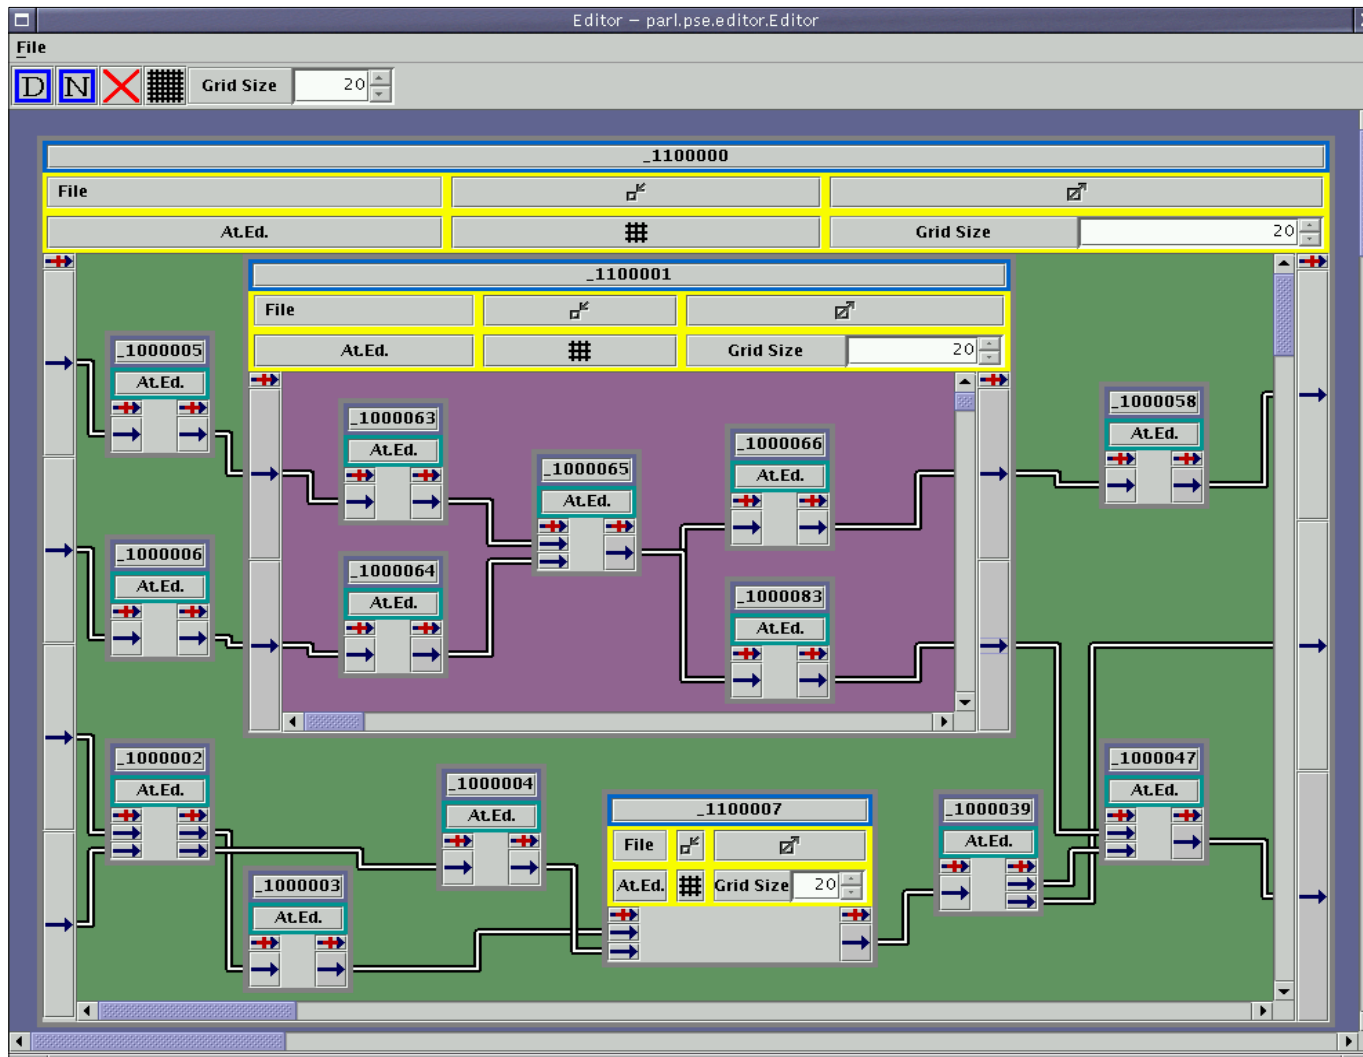 Editor – parl.pse.editor.Editor
File
D N Grid Size 20
_1100000
File
At.Ed. Grid Size 20
_1100001
File
At.Ed. Grid Size 20
_1000005
At.Ed.
_1000063
At.Ed.
_1000066
At.Ed.
_1000058
At.Ed.
_1000065
At.Ed.
_1000006
At.Ed.
_1000064
At.Ed.
_1000083
At.Ed.
_1000002
At.Ed.
_1000004
At.Ed.
_1100007
File
At.Ed. Grid Size 20
_1000039
At.Ed.
_1000047
At.Ed.
_1000003
At.Ed.